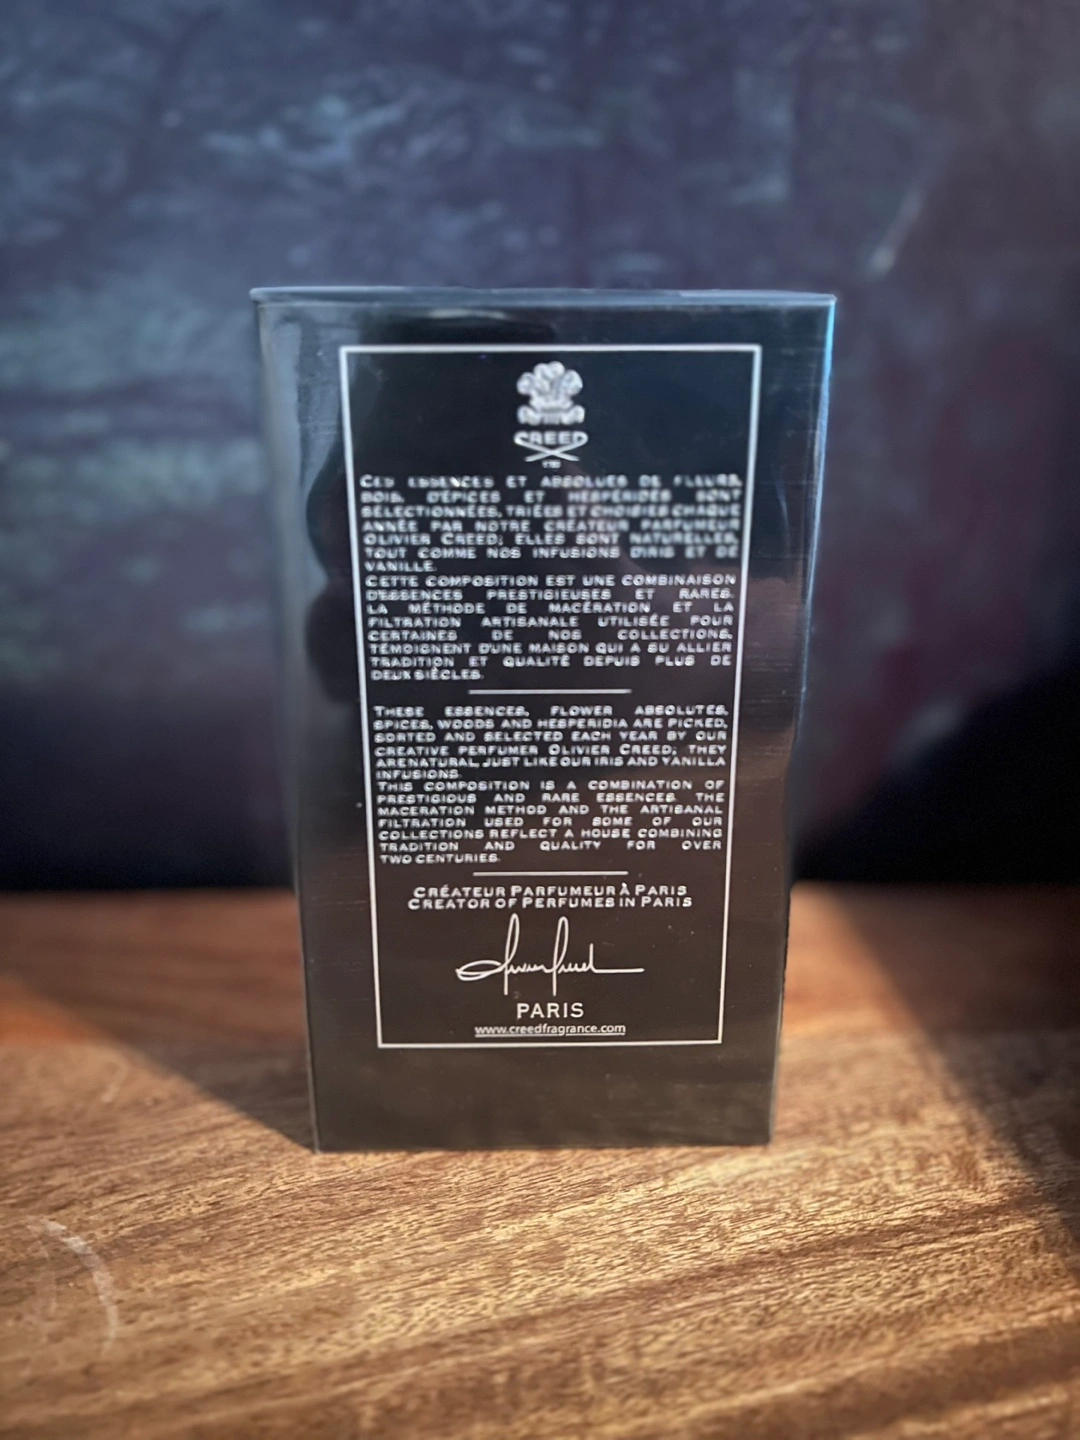 CREED
CES ESSENCES ET ABSOLUES DE FLEURS,
BOIS, D'ÉPICES ET HESPÉRIDÉS SONT
SÉLECTIONNÉES, TRIÉES ET CHOISIES CHAQUE
ANNÉE PAR NOTRE CRÉATEUR PARFUMEUR
OLIVIER CREED; ELLES SONT NATURELLES,
TOUT COMME NOS INFUSIONS D'IRIS ET DE
VANILLE.
CETTE COMPOSITION EST UNE COMBINAISON
D'ESSENCES PRESTIGIEUSES ET RARES.
LA MÉTHODE DE MACÉRATION ET LA
FILTRATION ARTISANALE UTILISÉE POUR
CERTAINES DE NOS COLLECTIONS,
TÉMOIGNENT D'UNE MAISON QUI A SU ALLIER
TRADITION ET QUALITÉ DEPUIS PLUS DE
DEUX SIÈCLES.
THESE ESSENCES, FLOWER ABSOLUTES,
SPICES, WOODS AND HESPERIDIA ARE PICKED,
SORTED AND SELECTED EACH YEAR BY OUR
CREATIVE PERFUMER OLIVIER CREED; THEY
ARE NATURAL, JUST LIKE OUR IRIS AND VANILLA
INFUSIONS.
THIS COMPOSITION IS A COMBINATION OF
PRESTIGIOUS AND RARE ESSENCES. THE
MACERATION METHOD AND THE ARTISANAL
FILTRATION USED FOR SOME OF OUR
COLLECTIONS REFLECT A HOUSE COMBINING
TRADITION AND QUALITY FOR OVER
TWO CENTURIES.
CRÉATEUR PARFUMEUR À PARIS
CREATOR OF PERFUMES IN PARIS
Olivier Creed
PARIS
www.creedfragrance.com